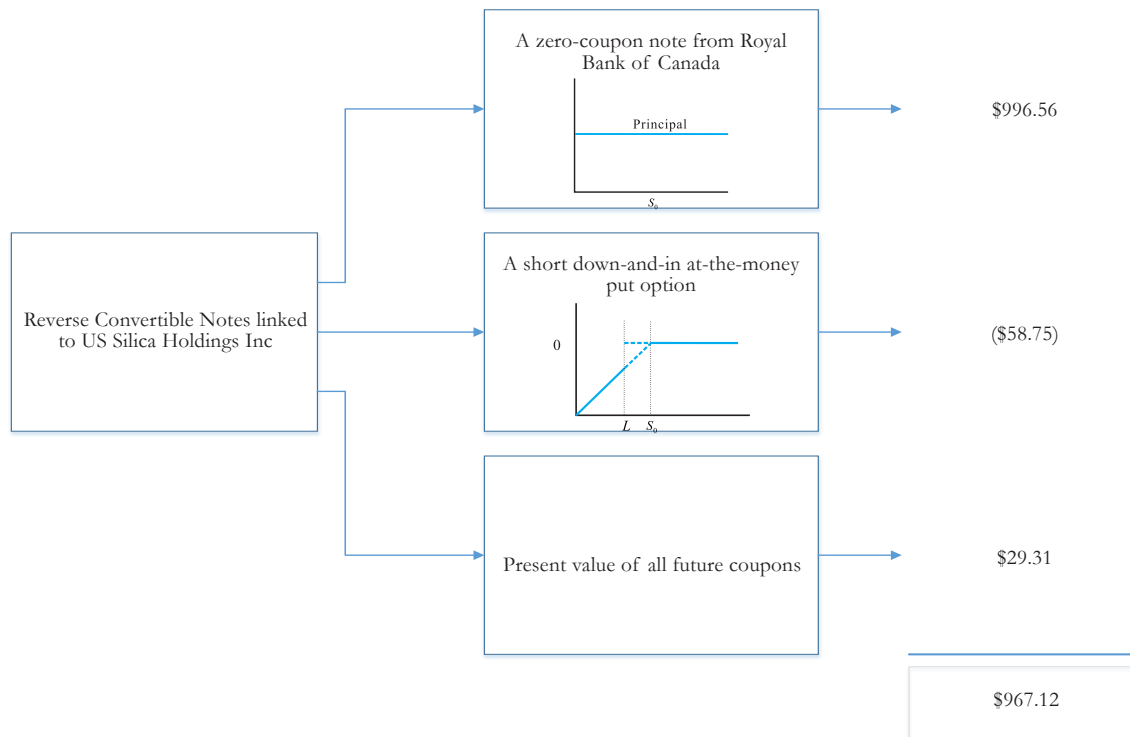 A zero-coupon note from Royal
Bank of Canada
Principal
S₀
$996.56
Reverse Convertible Notes linked
to US Silica Holdings Inc
A short down-and-in at-the-money
put option
0
L S₀
($58.75)
Present value of all future coupons
$29.31
$967.12